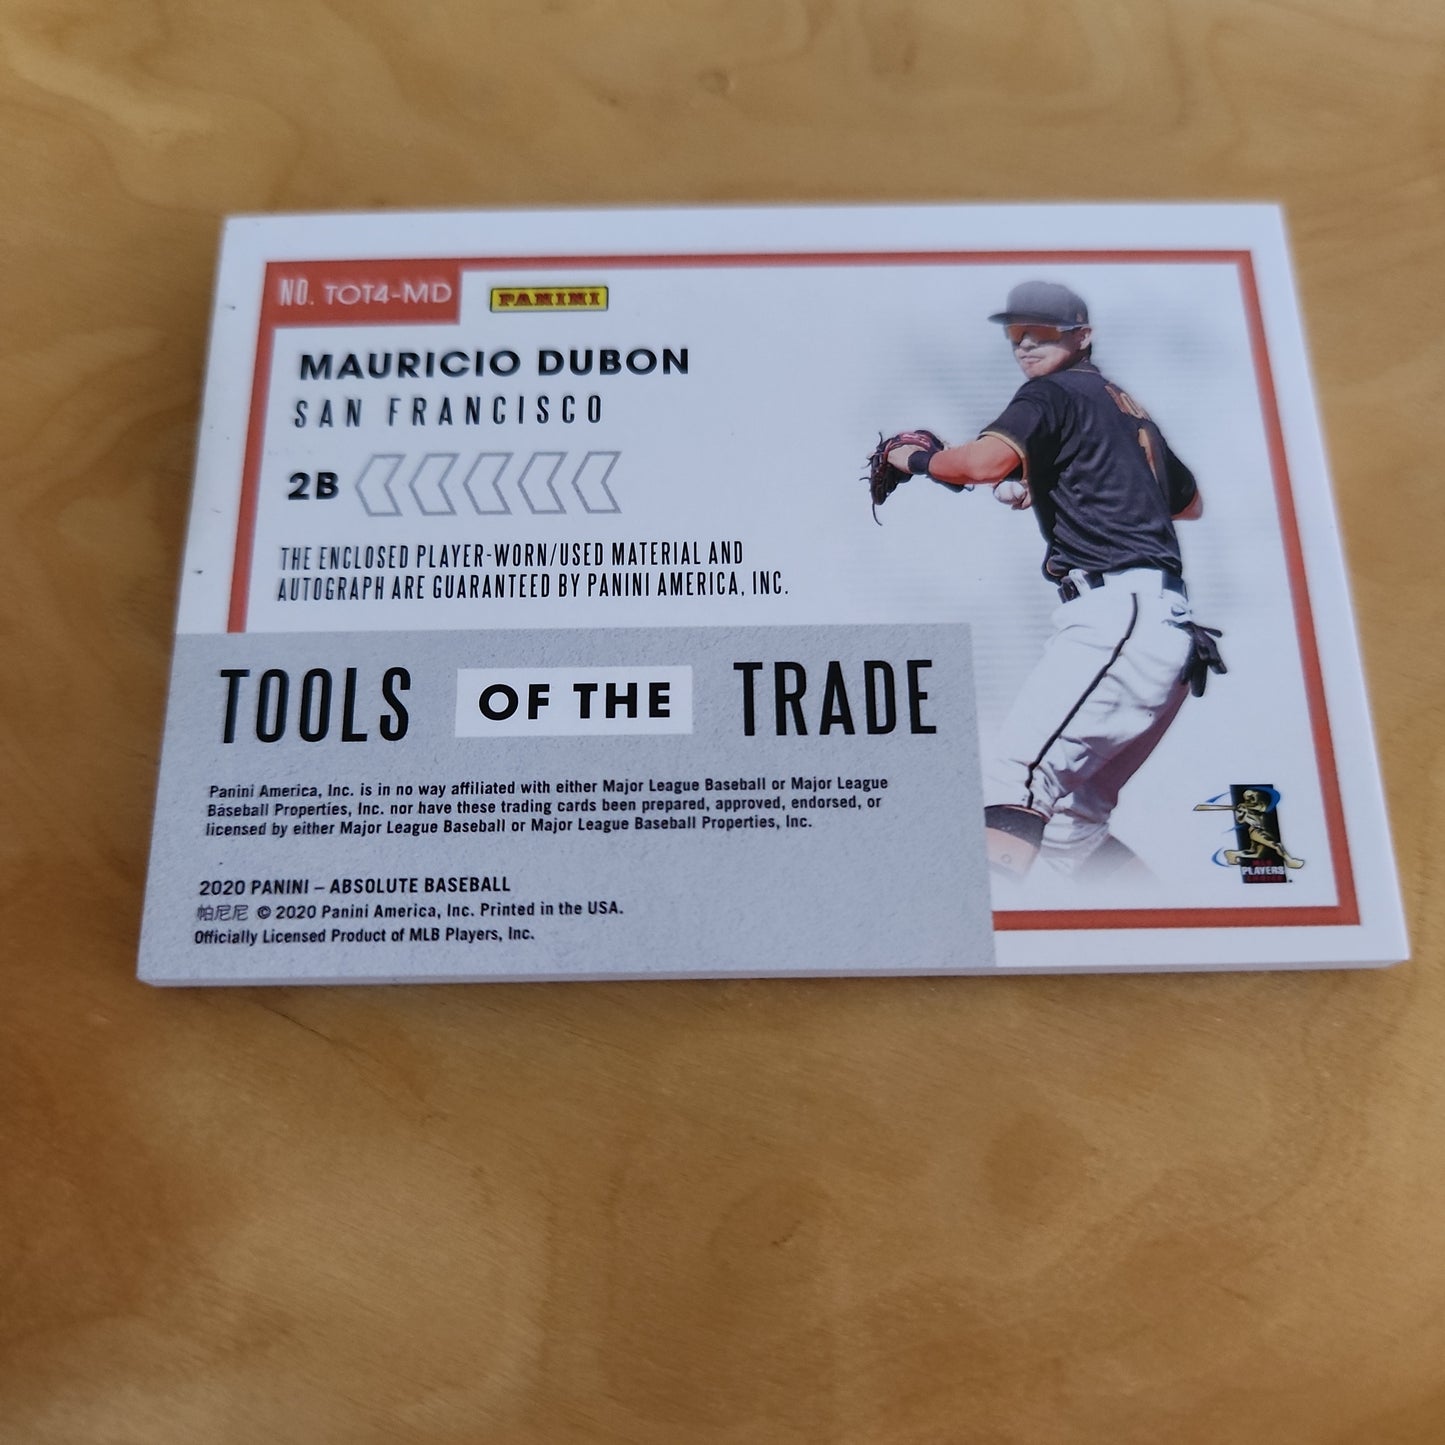 NO. TOT4-MD
PANINI
MAURICIO DUBON
SAN FRANCISCO
2B
THE ENCLOSED PLAYER-WORN/USED MATERIAL AND
AUTOGRAPH ARE GUARANTEED BY PANINI AMERICA, INC.
TOOLS OF THE TRADE
Panini America, Inc. is in no way affiliated with either Major League Baseball or Major League
Baseball Properties, Inc. nor have these trading cards been prepared, approved, endorsed, or
licensed by either Major League Baseball or Major League Baseball Properties, Inc.
2020 PANINI – ABSOLUTE BASEBALL
帕尼尼 © 2020 Panini America, Inc. Printed in the USA.
Officially Licensed Product of MLB Players, Inc.
PLAYERS